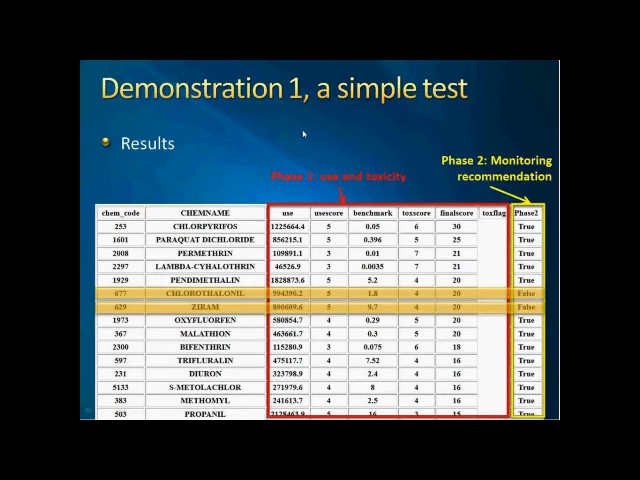 Demonstration 1, a simple test
Results
Phase 2: Monitoring
recommendation
Phase 1: use and toxicity
chem_code CHEMNAME use usescore benchmark toxscore finalscore toxflag Phase2
253 CHLORPYRIFOS 1225664.4 5 0.05 6 30 True
1601 PARAQUAT DICHLORIDE 856215.1 5 0.396 5 25 True
2008 PERMETHRIN 109891.1 3 0.01 7 21 True
2297 LAMBDA-CYHALOTHRIN 46526.9 3 0.0035 7 21 True
1929 PENDIMETHALIN 1828873.6 5 5.2 4 20 True
677 CHLOROTHALONIL 994390.2 5 1.8 4 20 False
629 ZIRAM 890609.6 5 9.7 4 20 False
1973 OXYFLUORFEN 580854.7 4 0.29 5 20 True
367 MALATHION 463661.7 4 0.3 5 20 True
2300 BIFENTHRIN 115280.9 3 0.075 6 18 True
597 TRIFLURALIN 475117.7 4 7.52 4 16 True
231 DIURON 323798.9 4 2.4 4 16 True
5133 S-METOLACHLOR 271979.6 4 8 4 16 True
383 METHOMYL 241613.7 4 2.5 4 16 True
503 PROPANIL 2128463.9 5 16 3 15 True